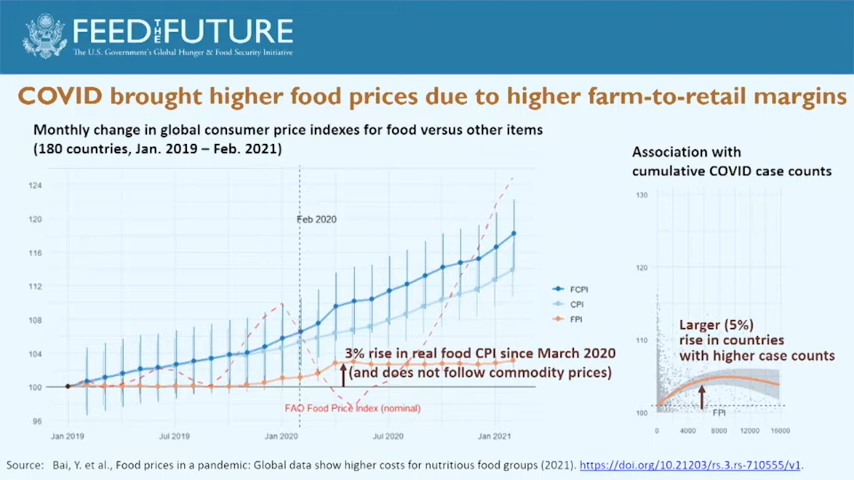 FEED THE FUTURE
The U.S. Government's Global Hunger & Food Security Initiative
COVID brought higher food prices due to higher farm-to-retail margins
Monthly change in global consumer price indexes for food versus other items
(180 countries, Jan. 2019 – Feb. 2021)
Association with
cumulative COVID case counts
124
120
116
112
108
104
100
96
Feb 2020
FCPI
CPI
FPI
3% rise in real food CPI since March 2020
(and does not follow commodity prices)
FAO Food Price Index (nominal)
Jan 2019
Jul 2019
Jan 2020
Jul 2020
Jan 2021
130
120
110
100
Larger (5%)
rise in countries
with higher case counts
FPI
0
4000
8000
12000
16000
Source: Bai, Y. et al., Food prices in a pandemic: Global data show higher costs for nutritious food groups (2021). https://doi.org/10.21203/rs.3.rs-710555/v1.